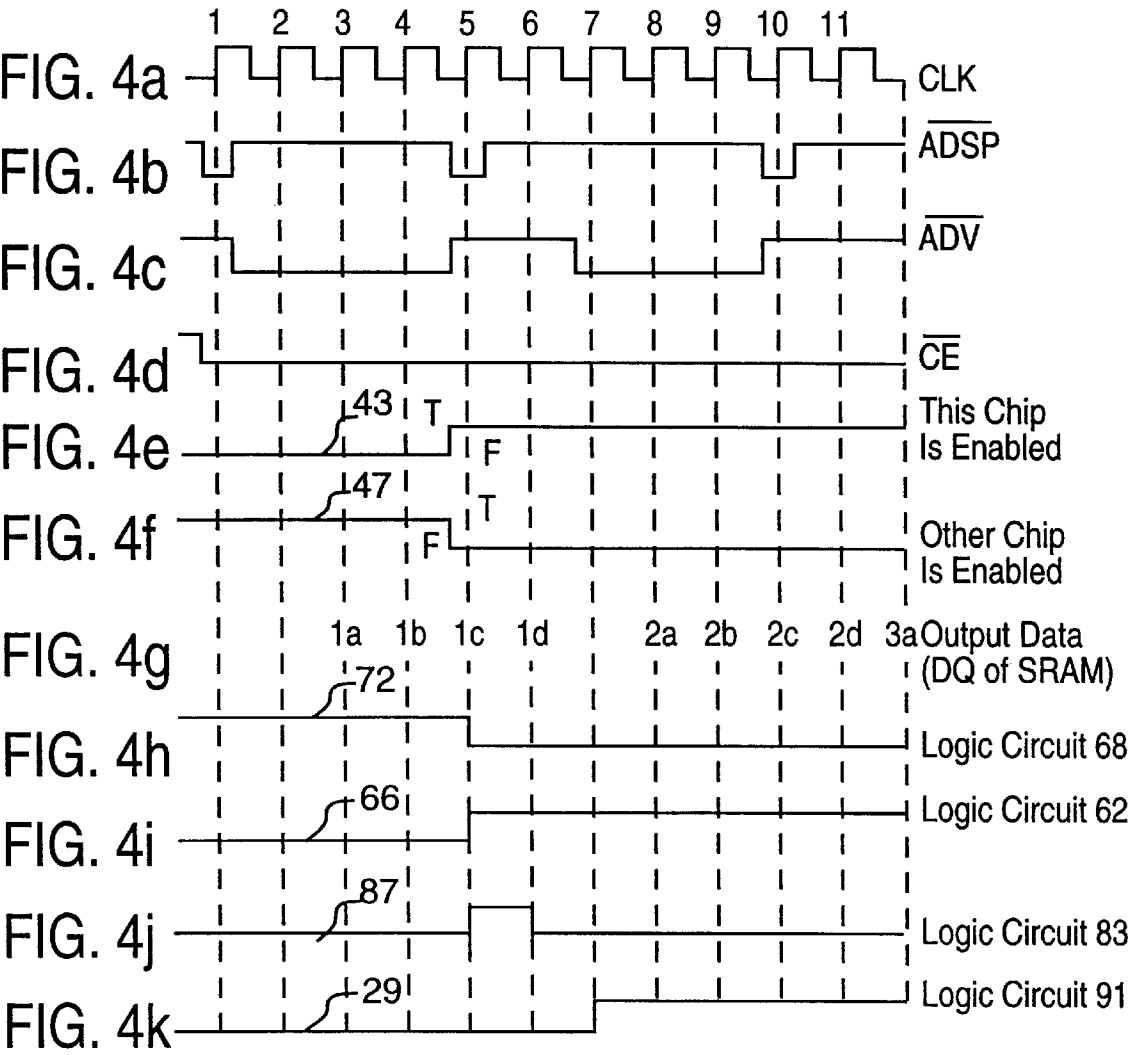 1 2 3 4 5 6 7 8 9 10 11
FIG. 4a
CLK
FIG. 4b
ADSP
FIG. 4c
ADV
FIG. 4d
CE
FIG. 4e
43
T
F
This Chip
Is Enabled
FIG. 4f
47
T
F
Other Chip
Is Enabled
FIG. 4g
1a 1b 1c 1d 2a 2b 2c 2d 3a
Output Data
(DQ of SRAM)
FIG. 4h
72
Logic Circuit 68
FIG. 4i
66
Logic Circuit 62
FIG. 4j
87
Logic Circuit 83
FIG. 4k
29
Logic Circuit 91